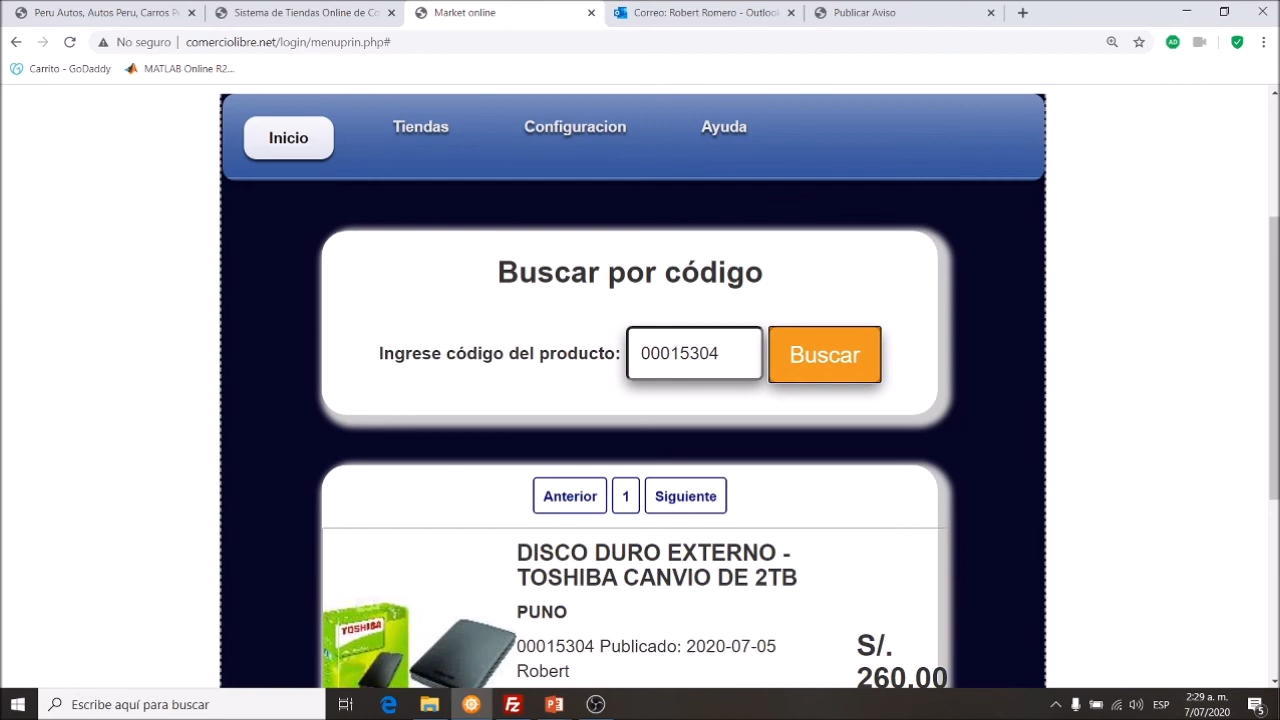 Peru Autos, Autos Peru, Carros P
Sistema de Tiendas Online de Co
Market online
Correo: Robert Romero - Outlook
Publicar Aviso
No seguro | comerciolibre.net/login/menuprin.php#
Carrito - GoDaddy
MATLAB Online R2...
Inicio
Tiendas
Configuracion
Ayuda
Buscar por código
Ingrese código del producto:
00015304
Buscar
Anterior
1
Siguiente
DISCO DURO EXTERNO -
TOSHIBA CANVIO DE 2TB
PUNO
TOSHIBA
00015304 Publicado: 2020-07-05
Robert
S/.
260.00
Escribe aquí para buscar
ESP
2:29 a. m.
7/07/2020
5